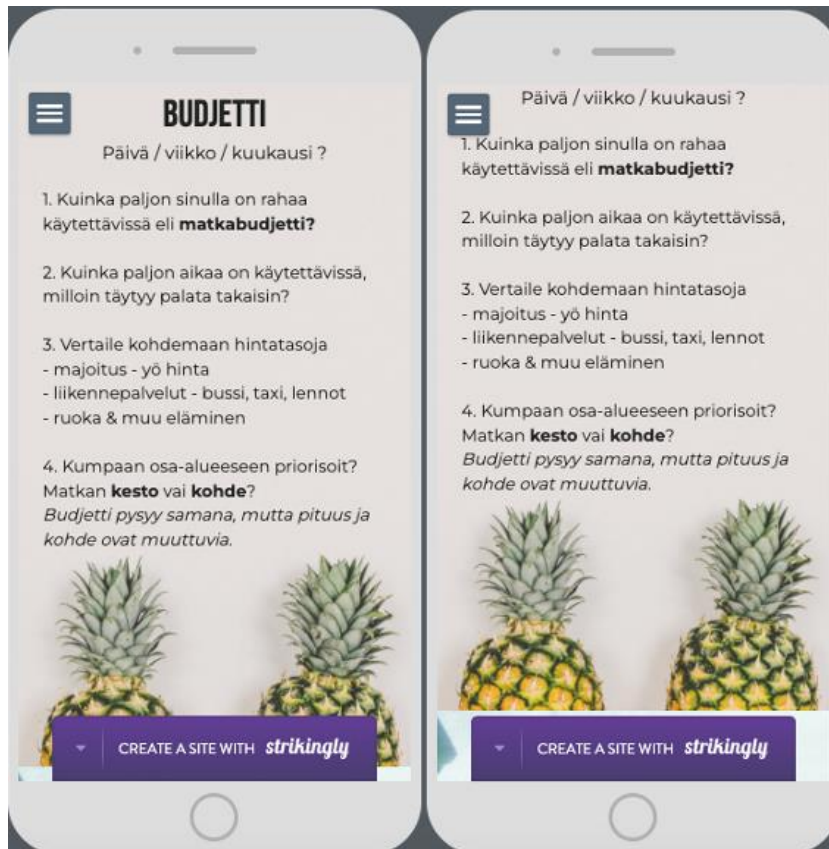 BUDJETTI
Päivä / viikko / kuukausi ?
1. Kuinka paljon sinulla on rahaa
käytettävissä eli matkabudjetti?
2. Kuinka paljon aikaa on käytettävissä,
milloin täytyy palata takaisin?
3. Vertaile kohdemaan hintatasoja
- majoitus - yö hinta
- liikennepalvelut - bussi, taxi, lennot
- ruoka & muu eläminen
4. Kumpaan osa-alueeseen priorisoit?
Matkan kesto vai kohde?
Budjetti pysyy samana, mutta pituus ja
kohde ovat muuttuvia.
CREATE A SITE WITH strikingly
Päivä / viikko / kuukausi ?
1. Kuinka paljon sinulla on rahaa
käytettävissä eli matkabudjetti?
2. Kuinka paljon aikaa on käytettävissä,
milloin täytyy palata takaisin?
3. Vertaile kohdemaan hintatasoja
- majoitus - yö hinta
- liikennepalvelut - bussi, taxi, lennot
- ruoka & muu eläminen
4. Kumpaan osa-alueeseen priorisoit?
Matkan kesto vai kohde?
Budjetti pysyy samana, mutta pituus ja
kohde ovat muuttuvia.
CREATE A SITE WITH strikingly